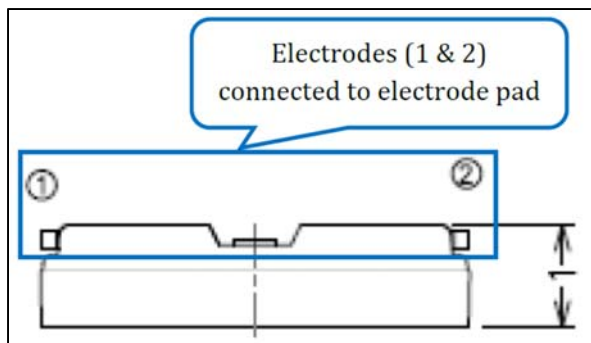 Electrodes (1 & 2)
connected to electrode pad
①
②
1